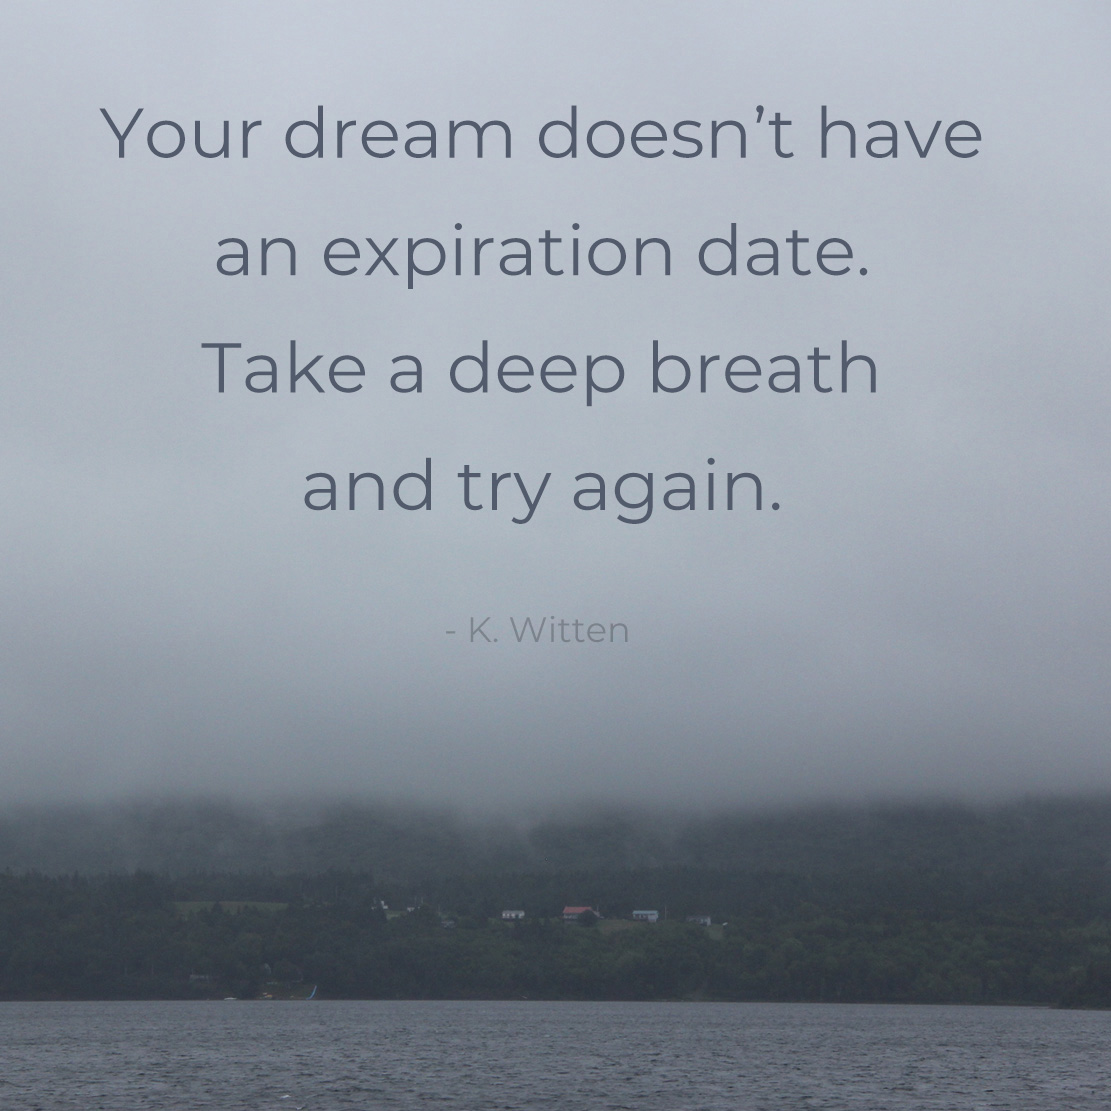 Your dream doesn’t have
an expiration date.
Take a deep breath
and try again.
- K. Witten